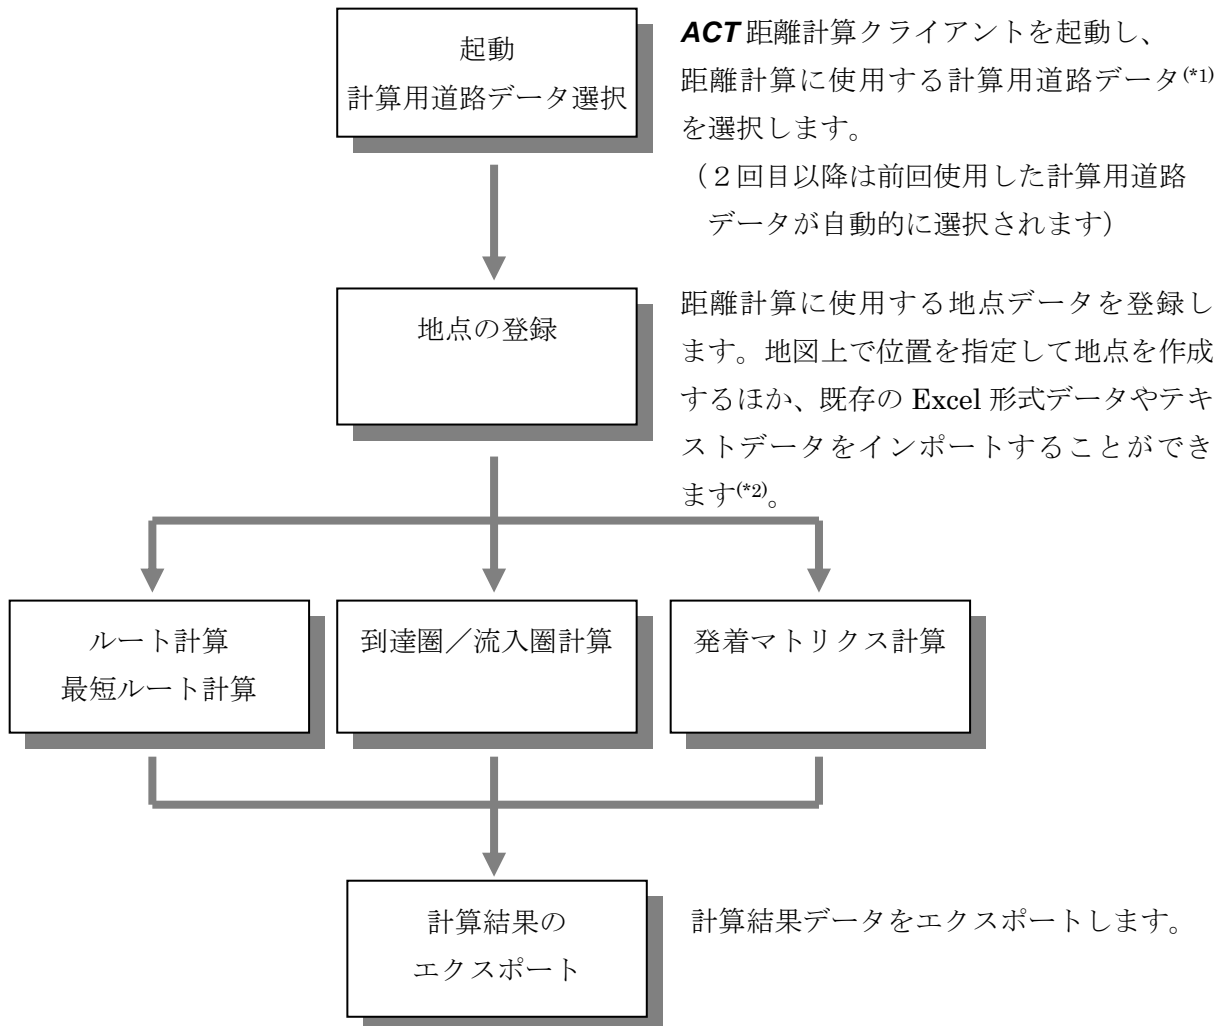 起動
計算用道路データ選択
ACT 距離計算クライアントを起動し、
距離計算に使用する計算用道路データ(*1)
を選択します。
（２回目以降は前回使用した計算用道路
データが自動的に選択されます）
地点の登録
距離計算に使用する地点データを登録し
ます。地図上で位置を指定して地点を作成
するほか、既存の Excel 形式データやテキ
ストデータをインポートすることができ
ます(*2)。
ルート計算
最短ルート計算
到達圏／流入圏計算
発着マトリクス計算
計算結果の
エクスポート
計算結果データをエクスポートします。